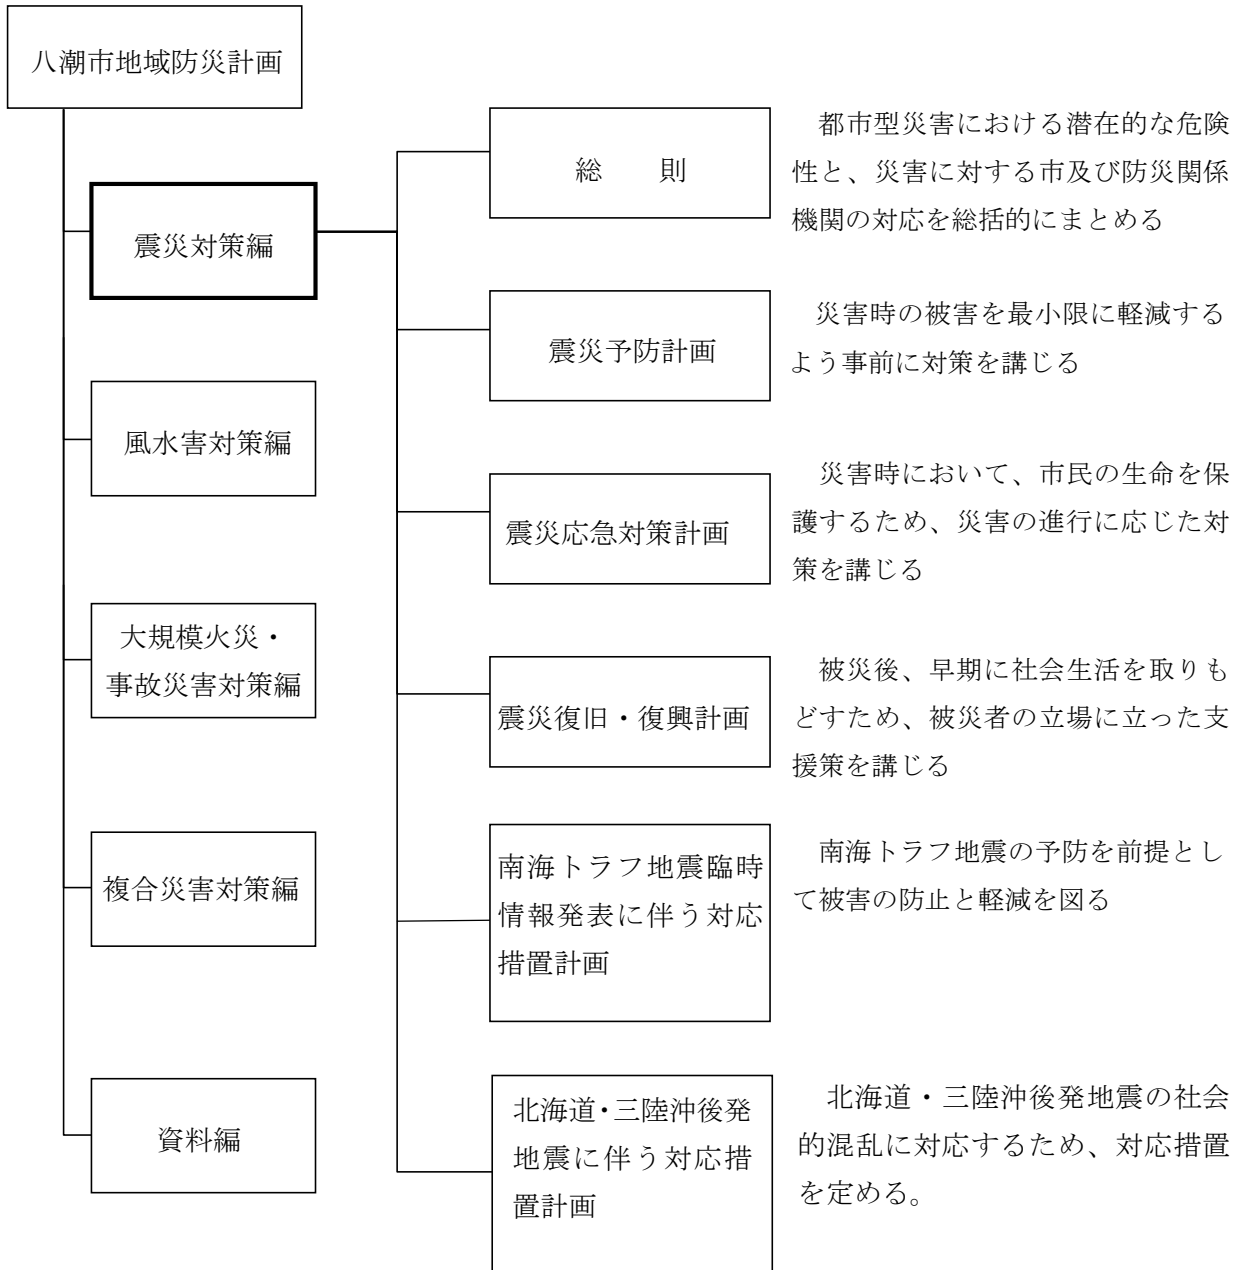 八潮市地域防災計画
震災対策編
風水害対策編
大規模火災・
事故災害対策編
複合災害対策編
資料編
総　則
都市型災害における潜在的な危険
性と、災害に対する市及び防災関係
機関の対応を総括的にまとめる
震災予防計画
災害時の被害を最小限に軽減する
よう事前に対策を講じる
震災応急対策計画
災害時において、市民の生命を保
護するため、災害の進行に応じた対
策を講じる
震災復旧・復興計画
被災後、早期に社会生活を取りも
どすため、被災者の立場に立った支
援策を講じる
南海トラフ地震臨時
情報発表に伴う対応
措置計画
南海トラフ地震の予防を前提とし
て被害の防止と軽減を図る
北海道・三陸沖後発
地震に伴う対応措
置計画
北海道・三陸沖後発地震の社会
的混乱に対応するため、対応措置
を定める。